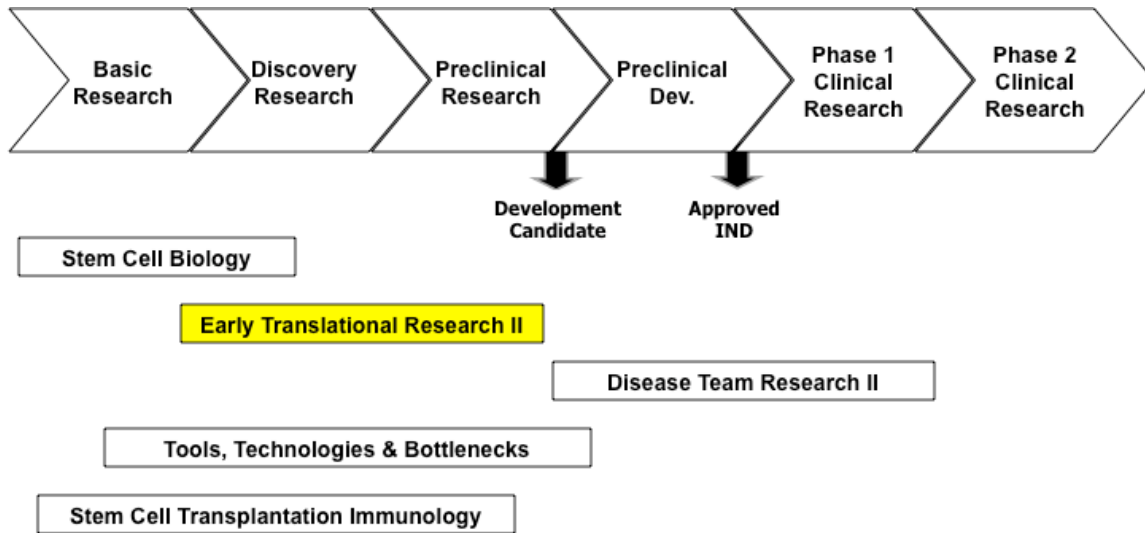 Basic
Research
Discovery
Research
Preclinical
Research
Preclinical
Dev.
Phase 1
Clinical
Research
Phase 2
Clinical
Research
Development
Candidate
Approved
IND
Stem Cell Biology
Early Translational Research II
Disease Team Research II
Tools, Technologies & Bottlenecks
Stem Cell Transplantation Immunology